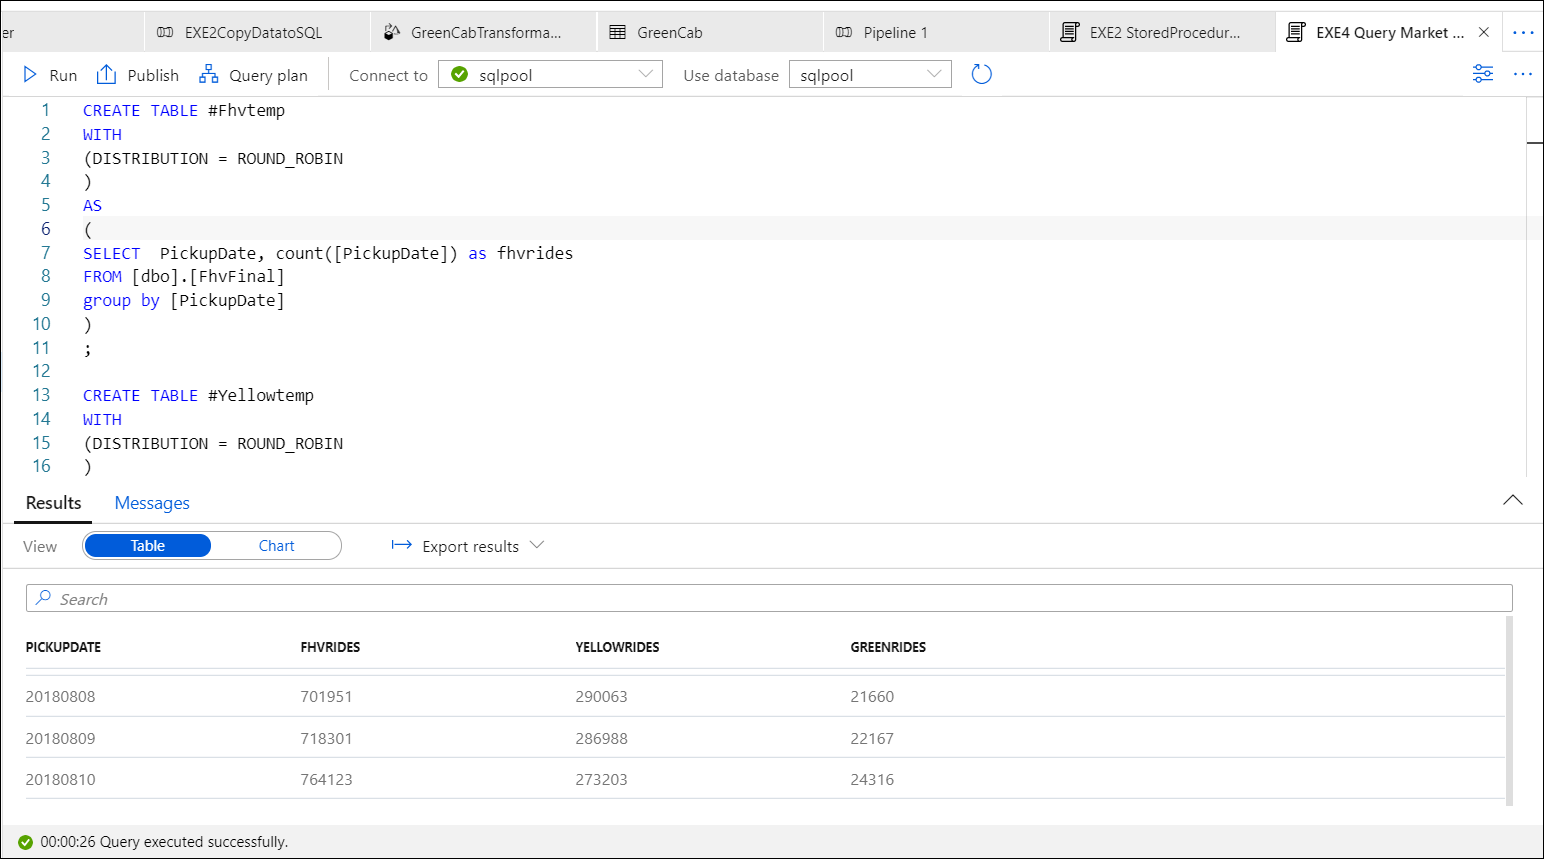 er EXE2CopyDatatoSQL GreenCabTransforma... GreenCab Pipeline 1 EXE2 StoredProcedur... EXE4 Query Market ...
Run Publish Query plan Connect to sqlpool Use database sqlpool
1 CREATE TABLE #Fhvtemp
2 WITH
3 (DISTRIBUTION = ROUND_ROBIN
4 )
5 AS
6 (
7 SELECT  PickupDate, count([PickupDate]) as fhvrides
8 FROM [dbo].[FhvFinal]
9 group by [PickupDate]
10 )
11 ;
12
13 CREATE TABLE #Yellowtemp
14 WITH
15 (DISTRIBUTION = ROUND_ROBIN
16 )
Results Messages
View Table Chart Export results
Search
PICKUPDATE FHVRIDES YELLOWRIDES GREENRIDES
20180808 701951 290063 21660
20180809 718301 286988 22167
20180810 764123 273203 24316
00:00:26 Query executed successfully.